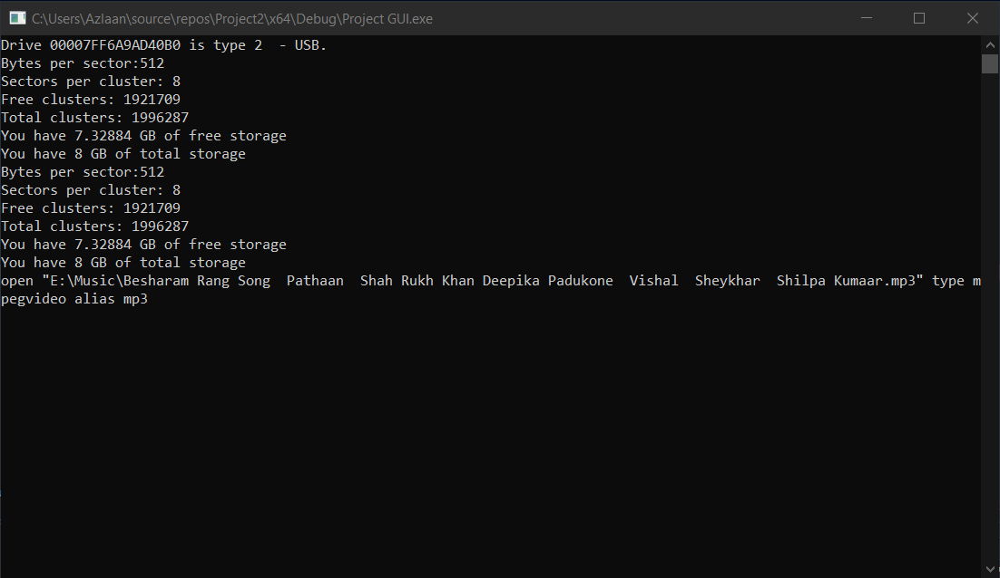 C:\Users\Azlaan\source\repos\Project2\x64\Debug\Project GUI.exe
Drive 00007FF6A9AD40B0 is type 2  - USB.
Bytes per sector:512
Sectors per cluster: 8
Free clusters: 1921709
Total clusters: 1996287
You have 7.32884 GB of free storage
You have 8 GB of total storage
Bytes per sector:512
Sectors per cluster: 8
Free clusters: 1921709
Total clusters: 1996287
You have 7.32884 GB of free storage
You have 8 GB of total storage
open "E:\Music\Besharam Rang Song  Pathaan  Shah Rukh Khan Deepika Padukone  Vishal  Sheykhar  Shilpa Kumaar.mp3" type m
pegvideo alias mp3